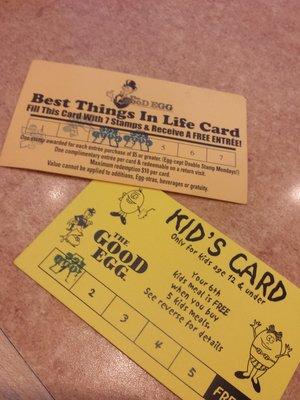 The
GOOD EGG
Best Things In Life Card
Fill This Card With 7 Stamps & Receive A FREE ENTRÉE!
5 6 7
One stamp awarded for each entrée purchase of $5 or greater. (Egg-cept Double Stamp Mondays!)
One complimentary entrée per card & redeemable on a return visit.
Maximum redemption $10 per card.
Value cannot be applied to additions, Egg-stras, beverages or gratuity.
KID'S CARD
Only for kids age 12 & under
THE
GOOD
EGG
Your 6th
kids meal is FREE
when you buy
5 kids meals.
See reverse for details
2 3 4 5 FREE